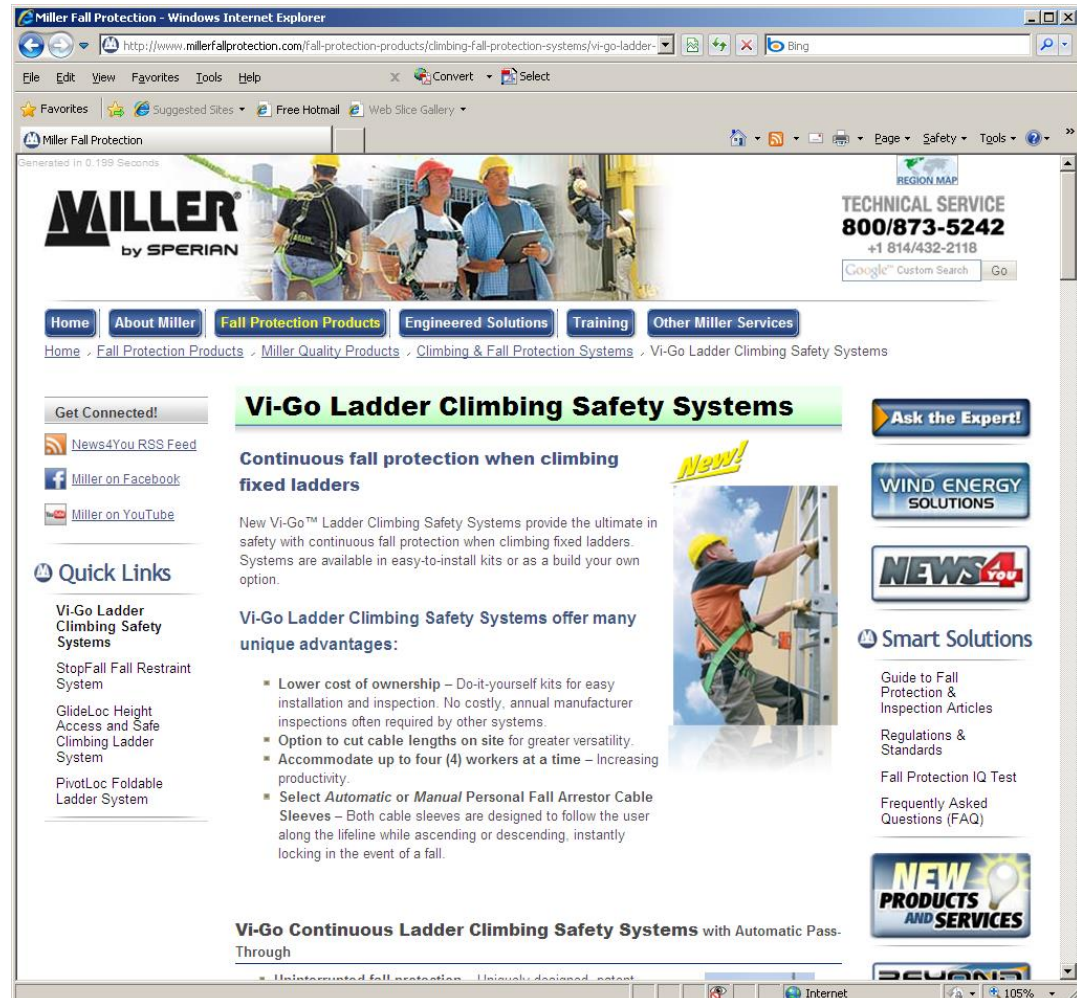 Miller Fall Protection - Windows Internet Explorer
http://www.millerfallprotection.com/fall-protection-products/climbing-fall-protection-systems/vi-go-ladder-
Bing
File Edit View Favorites Tools Help
x Convert Select
Favorites Suggested Sites Free Hotmail Web Slice Gallery
Miller Fall Protection
Page Safety Tools
Generated in 0.199 Seconds
MILLER®
by SPERIAN
REGION MAP
TECHNICAL SERVICE
800/873-5242
+1 814/432-2118
Google™ Custom Search Go
Home About Miller Fall Protection Products Engineered Solutions Training Other Miller Services
Home Fall Protection Products Miller Quality Products Climbing & Fall Protection Systems Vi-Go Ladder Climbing Safety Systems
Get Connected!
News4You RSS Feed
Miller on Facebook
Miller on YouTube
Quick Links
Vi-Go Ladder
Climbing Safety
Systems
StopFall Fall Restraint
System
GlideLoc Height
Access and Safe
Climbing Ladder
System
PivotLoc Foldable
Ladder System
Vi-Go Ladder Climbing Safety Systems
Continuous fall protection when climbing
fixed ladders
New!
New Vi-Go™ Ladder Climbing Safety Systems provide the ultimate in
safety with continuous fall protection when climbing fixed ladders.
Systems are available in easy-to-install kits or as a build your own
option.
Vi-Go Ladder Climbing Safety Systems offer many
unique advantages:
Lower cost of ownership – Do-it-yourself kits for easy
installation and inspection. No costly, annual manufacturer
inspections often required by other systems.
Option to cut cable lengths on site for greater versatility.
Accommodate up to four (4) workers at a time – Increasing
productivity.
Select Automatic or Manual Personal Fall Arrestor Cable
Sleeves – Both cable sleeves are designed to follow the user
along the lifeline while ascending or descending, instantly
locking in the event of a fall.
Vi-Go Continuous Ladder Climbing Safety Systems with Automatic Pass-
Through
Uninterrupted fall protection – Uniquely designed, patent
Ask the Expert!
WIND ENERGY
SOLUTIONS
NEWS4 YOU
Smart Solutions
Guide to Fall
Protection &
Inspection Articles
Regulations &
Standards
Fall Protection IQ Test
Frequently Asked
Questions (FAQ)
NEW
PRODUCTS
AND SERVICES
BEYOND
Internet 105%